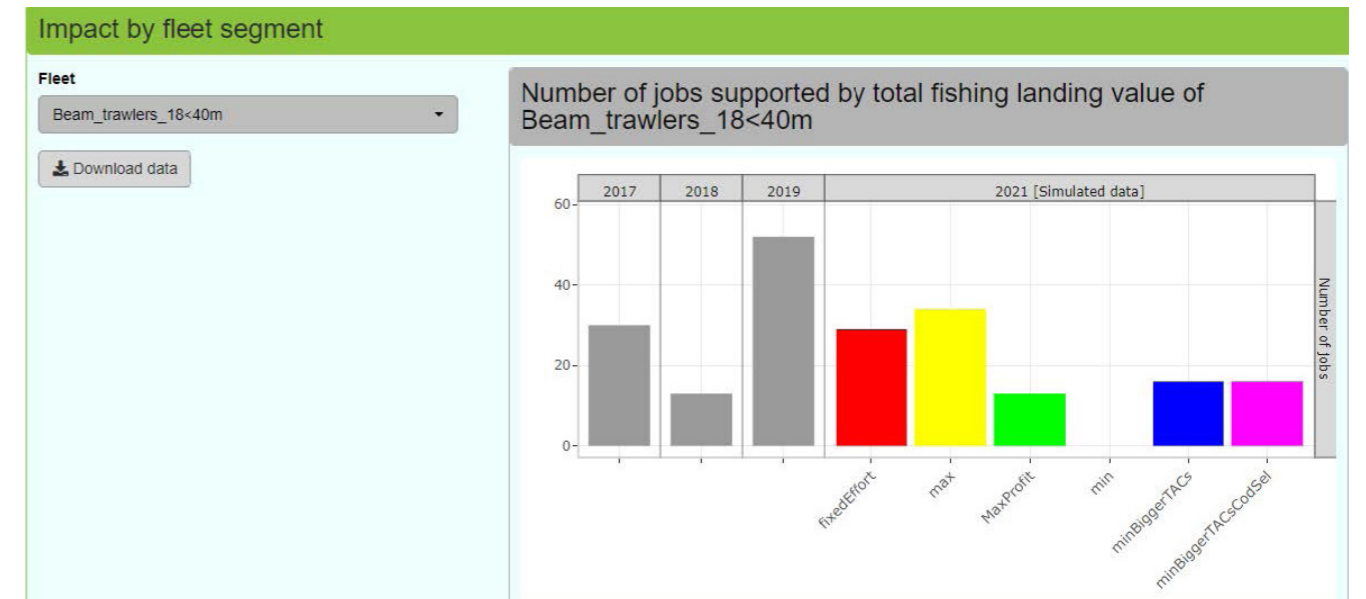 Impact by fleet segment
Fleet
Beam_trawlers_18<40m
Download data
Number of jobs supported by total fishing landing value of
Beam_trawlers_18<40m
2017
2018
2019
2021 [Simulated data]
60
40
20
0
Number of jobs
fixedEffort
max
MaxProfit
min
minBiggerTACs
minBiggerTACsCodSel